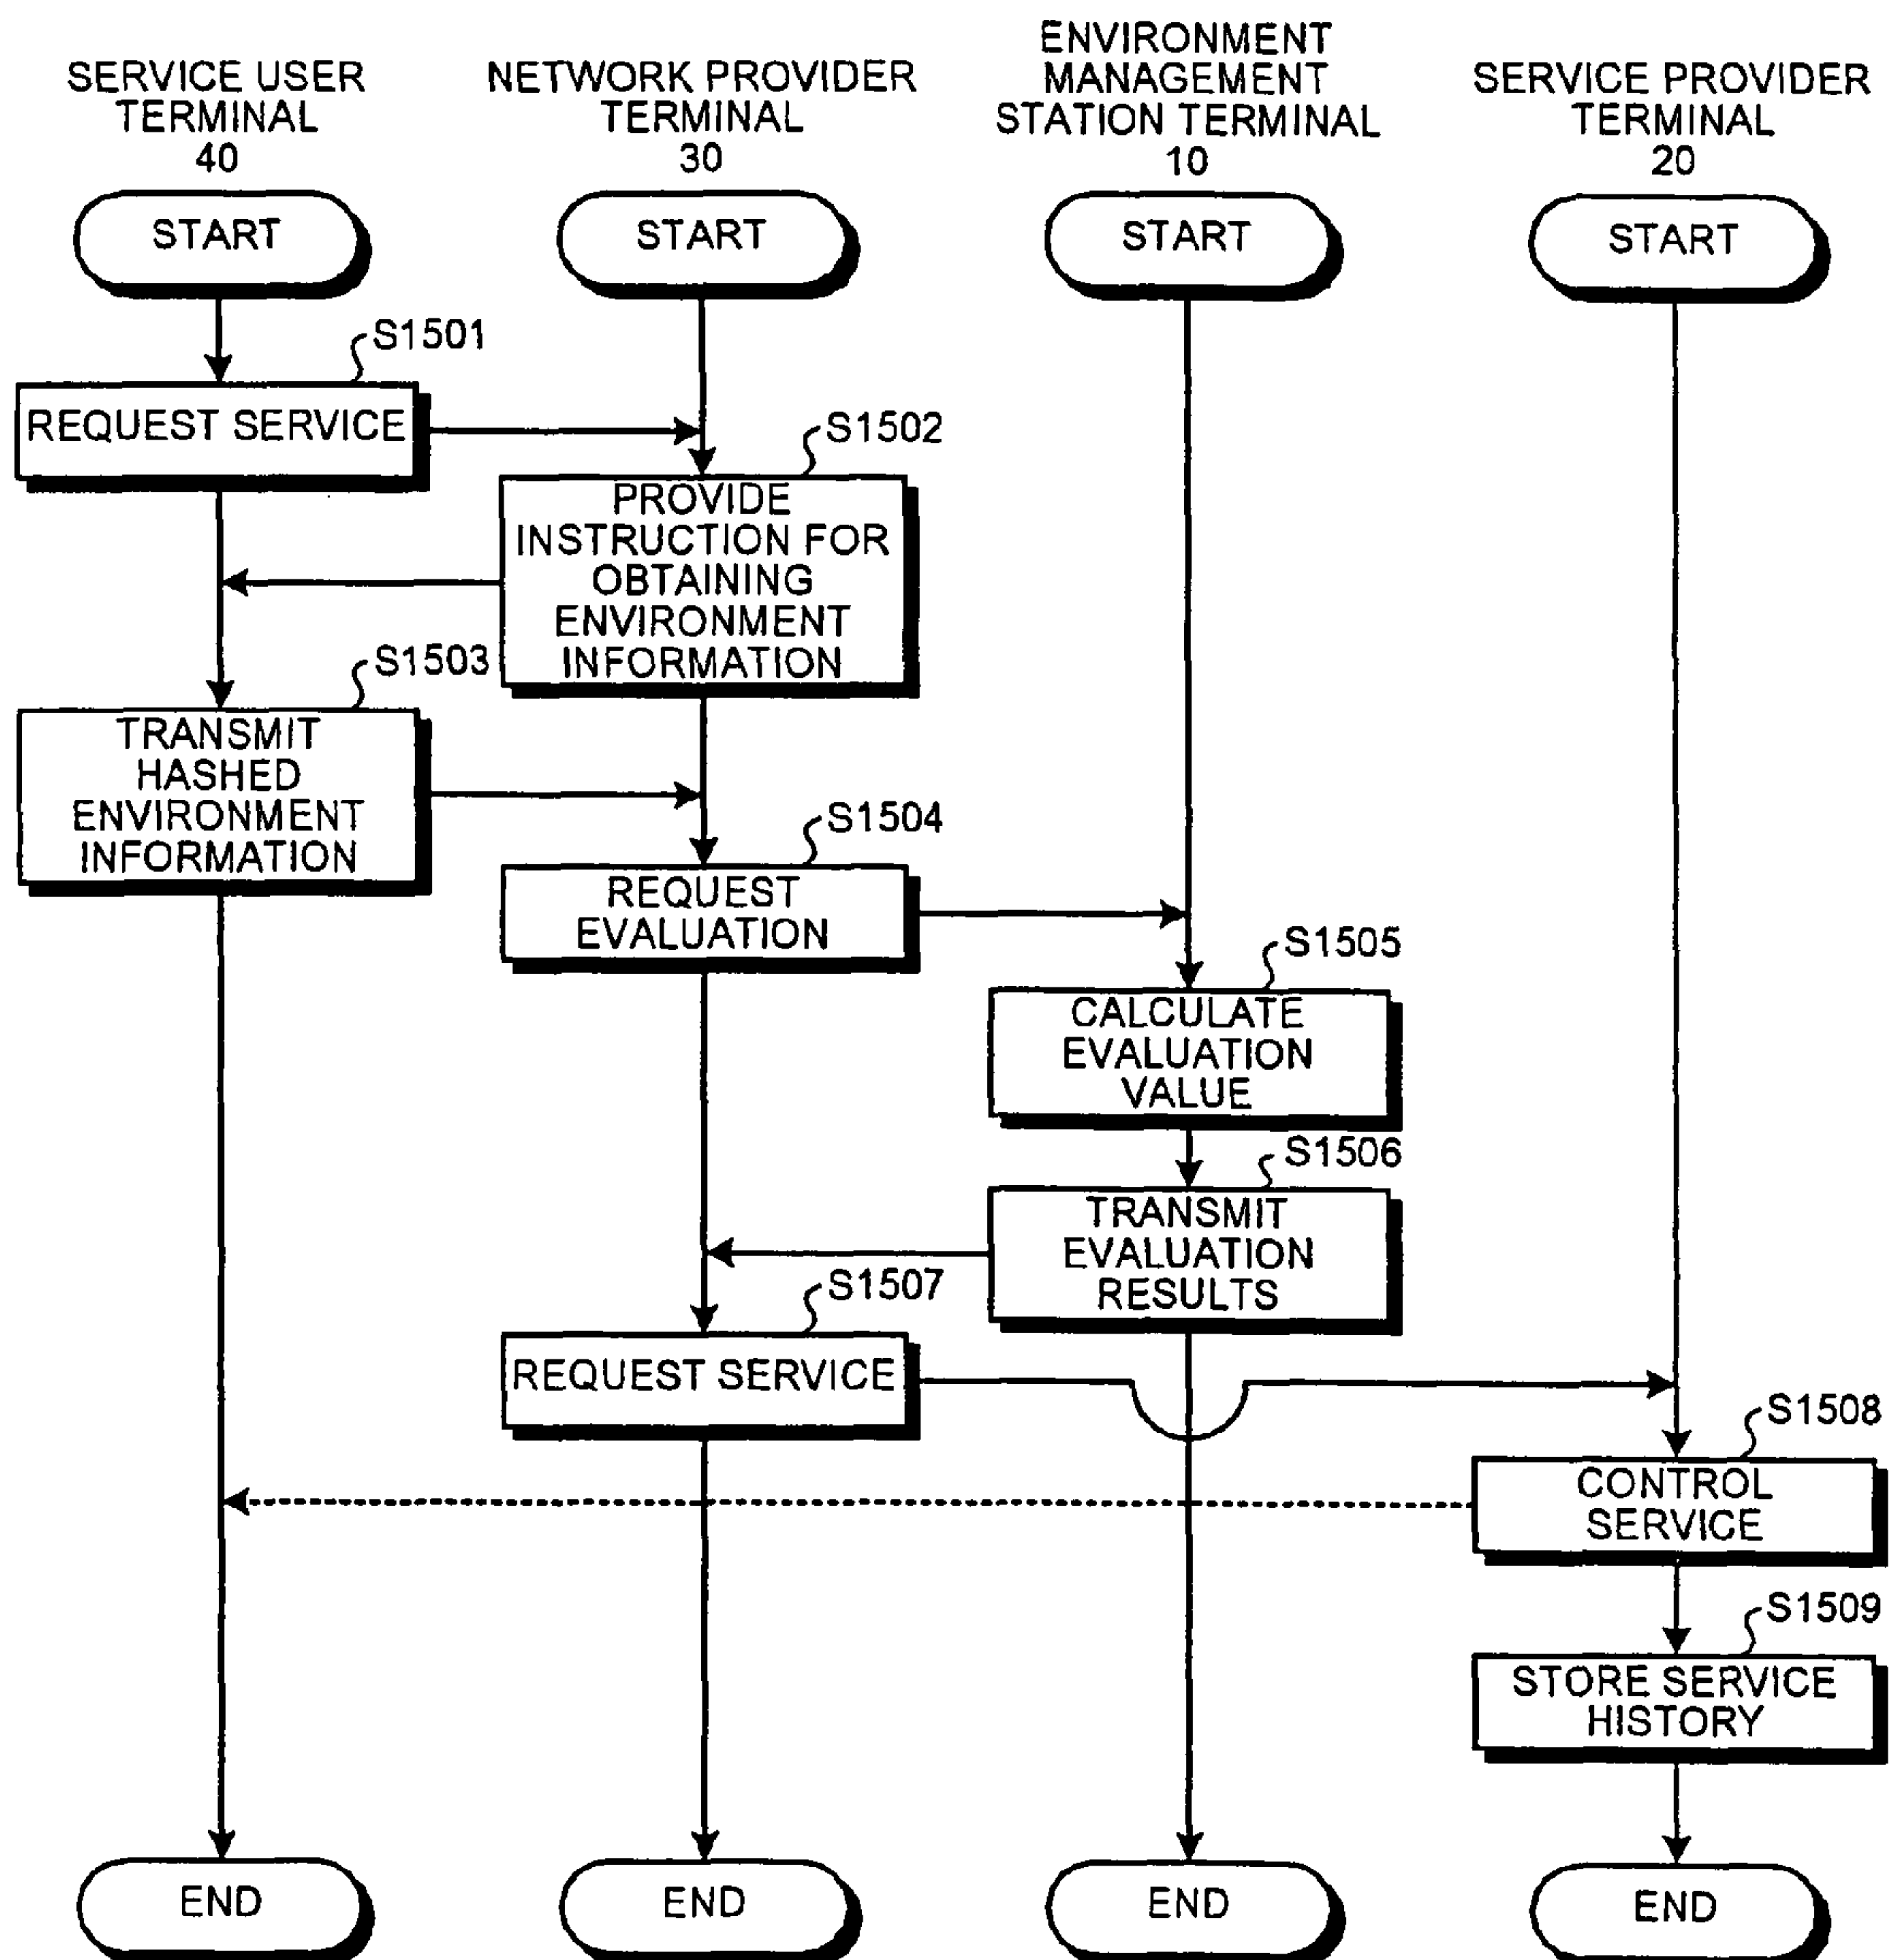 SERVICE USER
TERMINAL
40
NETWORK PROVIDER
TERMINAL
30
ENVIRONMENT
MANAGEMENT
STATION TERMINAL
10
SERVICE PROVIDER
TERMINAL
20
START
START
START
START
S1501
REQUEST SERVICE
S1502
PROVIDE
INSTRUCTION FOR
OBTAINING
ENVIRONMENT
INFORMATION
S1503
TRANSMIT
HASHED
ENVIRONMENT
INFORMATION
S1504
REQUEST
EVALUATION
S1505
CALCULATE
EVALUATION
VALUE
S1506
TRANSMIT
EVALUATION
RESULTS
S1507
REQUEST SERVICE
S1508
CONTROL
SERVICE
S1509
STORE SERVICE
HISTORY
END
END
END
END